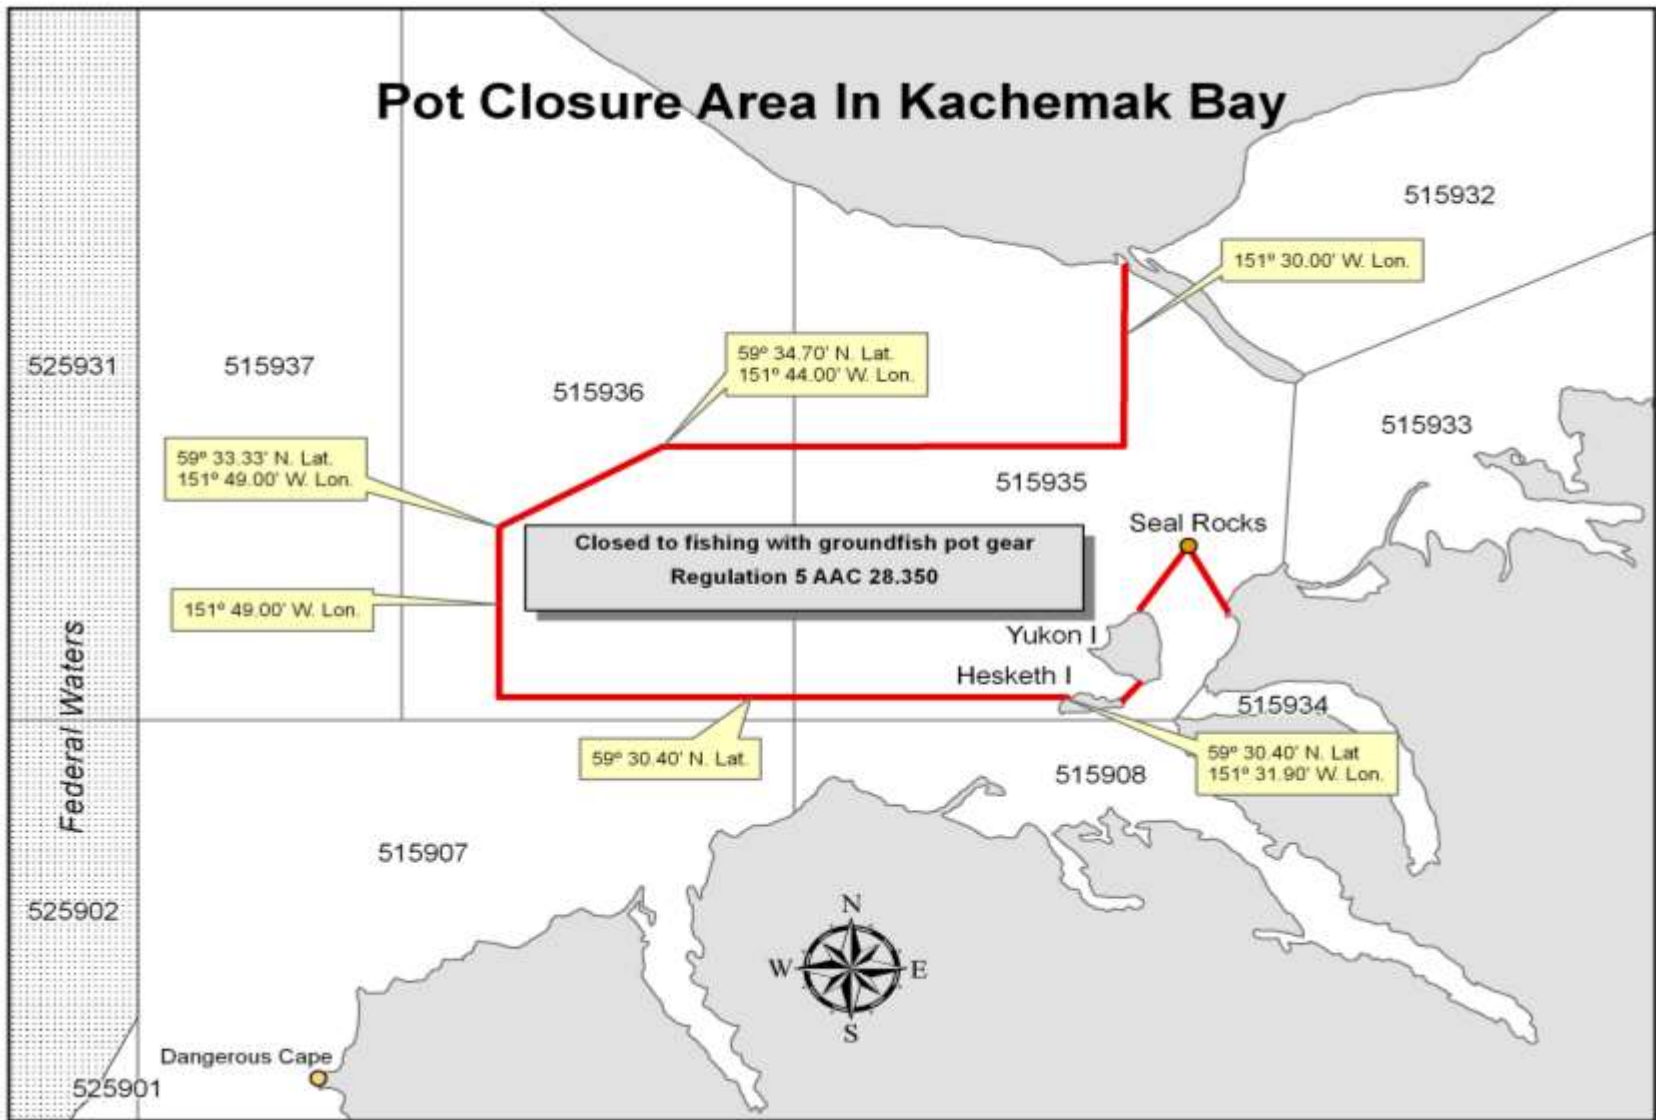 Pot Closure Area In Kachemak Bay
515932
151º 30.00' W. Lon.
59º 34.70' N. Lat.
151º 44.00' W. Lon.
525931
515937
515936
515933
59º 33.33' N. Lat.
151º 49.00' W. Lon.
515935
Seal Rocks
Closed to fishing with groundfish pot gear
Regulation 5 AAC 28.350
151º 49.00' W. Lon.
Yukon I
Hesketh I
515934
Federal Waters
59º 30.40' N. Lat.
59º 30.40' N. Lat
151º 31.90' W. Lon.
515908
515907
525902
N
W
E
S
Dangerous Cape
525901